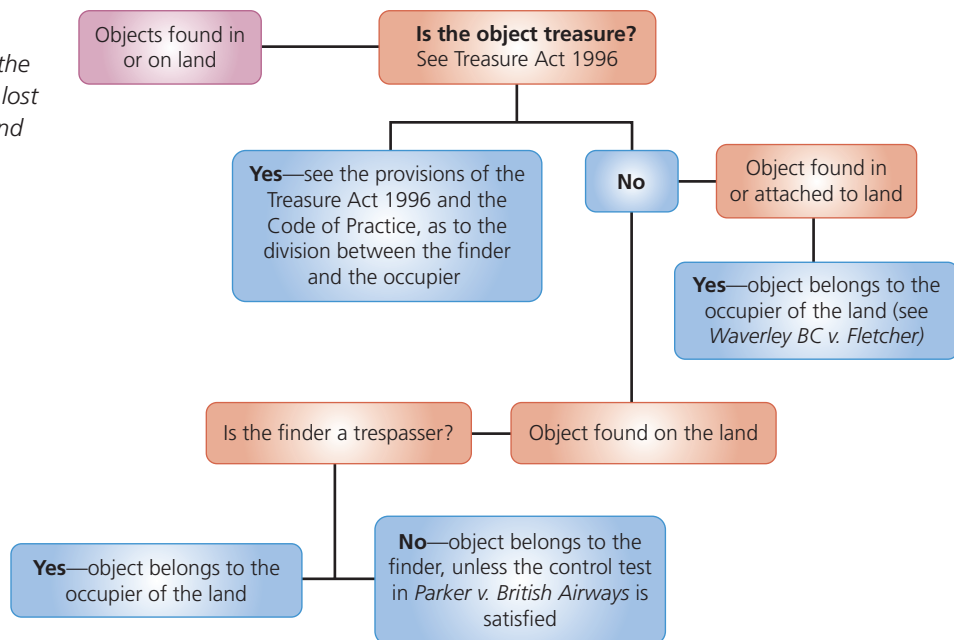 the
lost
nd
Objects found in
or on land
Is the object treasure?
See Treasure Act 1996
Yes—see the provisions of the
Treasure Act 1996 and the
Code of Practice, as to the
division between the finder
and the occupier
No
Object found in
or attached to land
Yes—object belongs to the
occupier of the land (see
Waverley BC v. Fletcher)
Is the finder a trespasser?
Object found on the land
Yes—object belongs to the
occupier of the land
No—object belongs to the
finder, unless the control test
in Parker v. British Airways is
satisfied